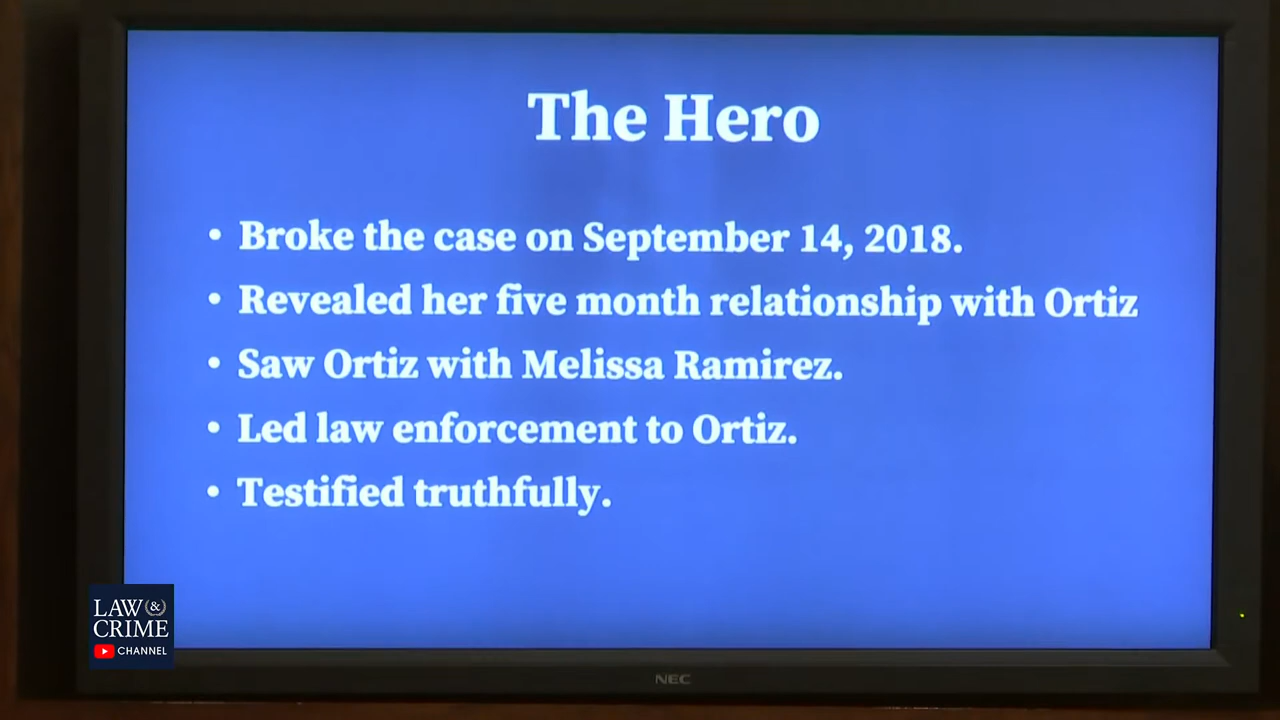 The Hero
• Broke the case on September 14, 2018.
• Revealed her five month relationship with Ortiz
• Saw Ortiz with Melissa Ramirez.
• Led law enforcement to Ortiz.
• Testified truthfully.
LAW &
CRIME
CHANNEL
NEC